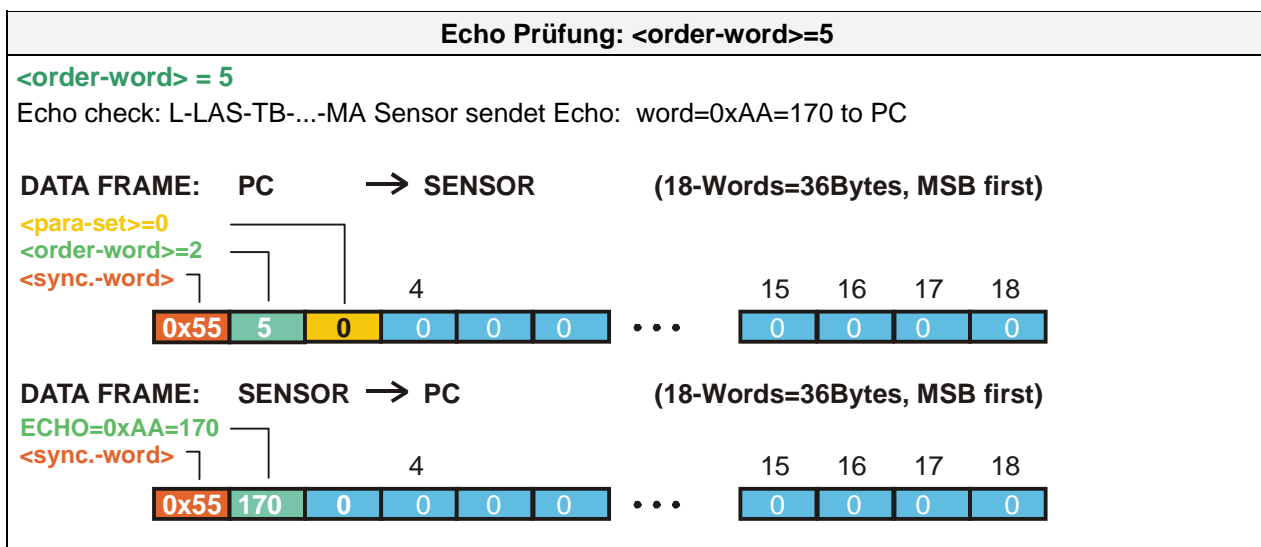 Echo Prüfung: <order-word>=5
<order-word> = 5
Echo check: L-LAS-TB-...-MA Sensor sendet Echo: word=0xAA=170 to PC
DATA FRAME: PC → SENSOR (18-Words=36Bytes, MSB first)
<para-set>=0
<order-word>=2
<sync.-word>
4 15 16 17 18
0x55 5 0 0 0 0 • • • 0 0 0 0
DATA FRAME: SENSOR → PC (18-Words=36Bytes, MSB first)
ECHO=0xAA=170
<sync.-word>
4 15 16 17 18
0x55 170 0 0 0 0 • • • 0 0 0 0